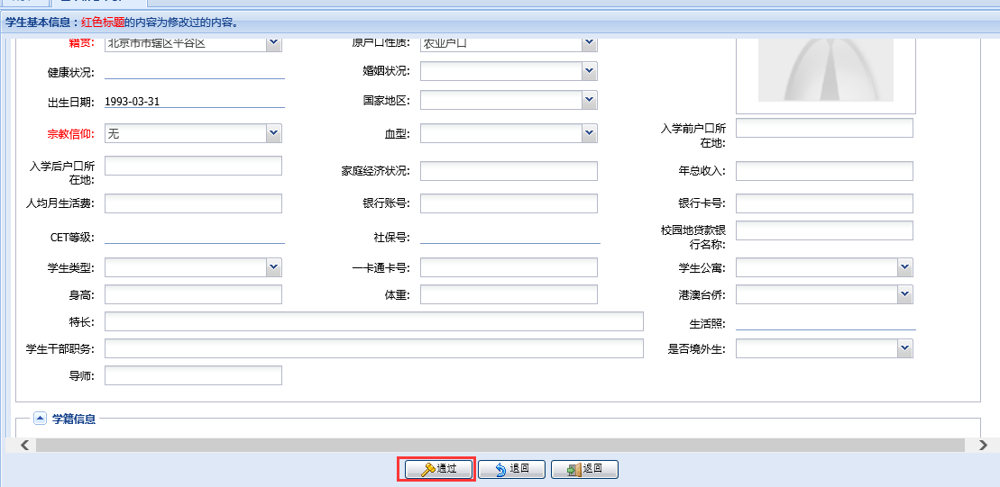 学生基本信息：红色标题的内容为修改过的内容。
籍贯: 北京市市辖区平谷区 原户口性质: 农业户口
健康状况: 婚姻状况:
出生日期: 1993-03-31 国家地区:
宗教信仰: 无 血型: 入学前户口所
在地:
入学后户口所 家庭经济状况: 年总收入:
在地:
人均月生活费: 银行账号: 银行卡号:
CET等级: 社保号: 校园地贷款银
行名称:
学生类型: 一卡通卡号: 学生公寓:
身高: 体重: 港澳台侨:
特长: 生活照:
学生干部职务: 是否境外生:
导师:
学籍信息
通过 退回 返回